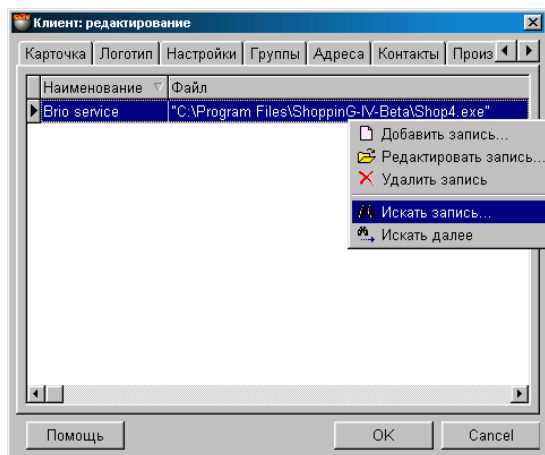 Клиент: редактирование
Карточка Логотип Настройки Группы Адреса Контакты Произ
Наименование Файл
Brio service "C:\Program Files\ShoppinG-IV-Beta\Shop4.exe"
Добавить запись...
Редактировать запись...
Удалить запись
Искать запись...
Искать далее
Помощь OK Cancel